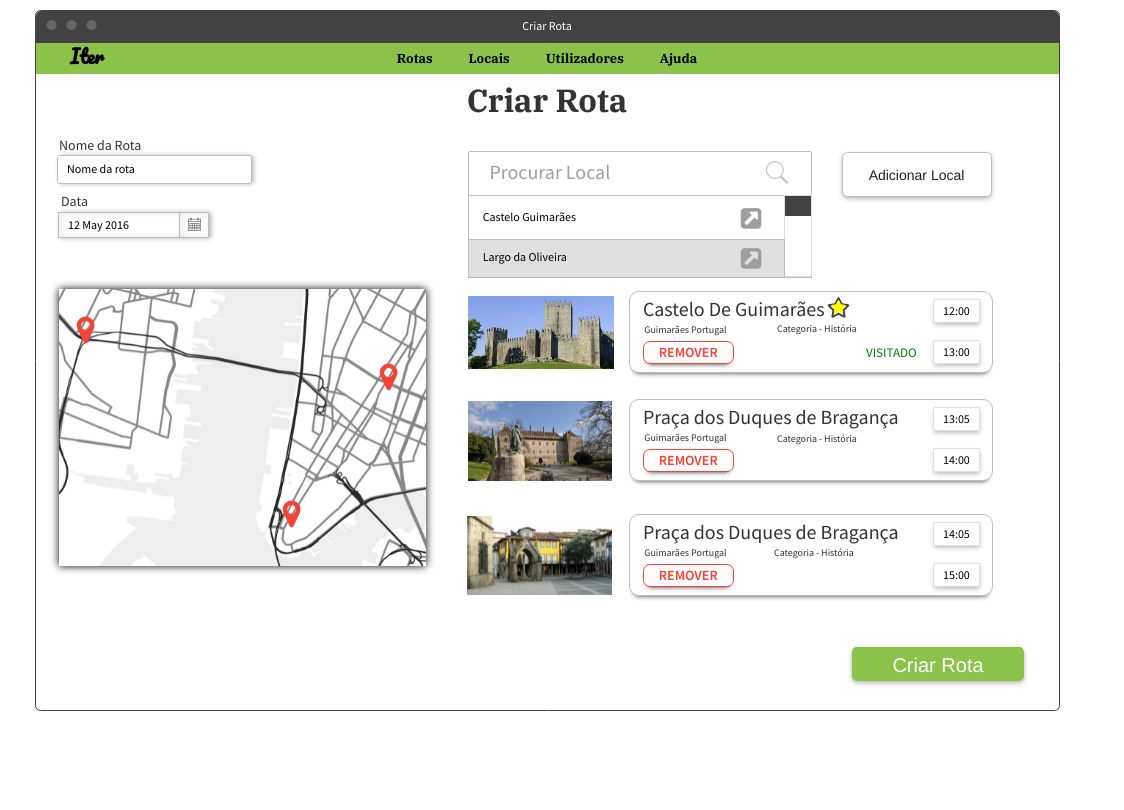 Criar Rota
Iter
Rotas Locais Utilizadores Ajuda
Criar Rota
Nome da Rota
Nome da rota
Data
12 May 2016
Procurar Local
Adicionar Local
Castelo Guimarães
Largo da Oliveira
Castelo De Guimarães
12:00
Guimarães Portugal
Categoria - História
REMOVER
VISITADO
13:00
Praça dos Duques de Bragança
13:05
Guimarães Portugal
Categoria - História
REMOVER
14:00
Praça dos Duques de Bragança
14:05
Guimarães Portugal
Categoria - História
REMOVER
15:00
Criar Rota